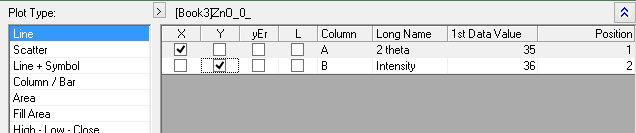 Plot Type: > [Book3]ZnO_0_
Line
Scatter
Line + Symbol
Column / Bar
Area
Fill Area
High - Low - Close
X Y yEr L Column Long Name 1st Data Value Position
A 2 theta 35 1
B Intensity 36 2